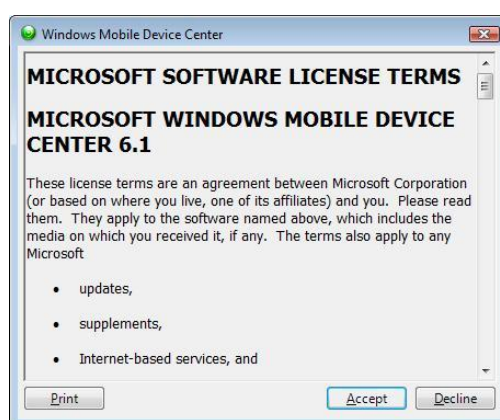 Windows Mobile Device Center
MICROSOFT SOFTWARE LICENSE TERMS
MICROSOFT WINDOWS MOBILE DEVICE
CENTER 6.1
These license terms are an agreement between Microsoft Corporation
(or based on where you live, one of its affiliates) and you.  Please read
them.  They apply to the software named above, which includes the
media on which you received it, if any.  The terms also apply to any
Microsoft
• updates,
• supplements,
• Internet-based services, and
Print
Accept
Decline